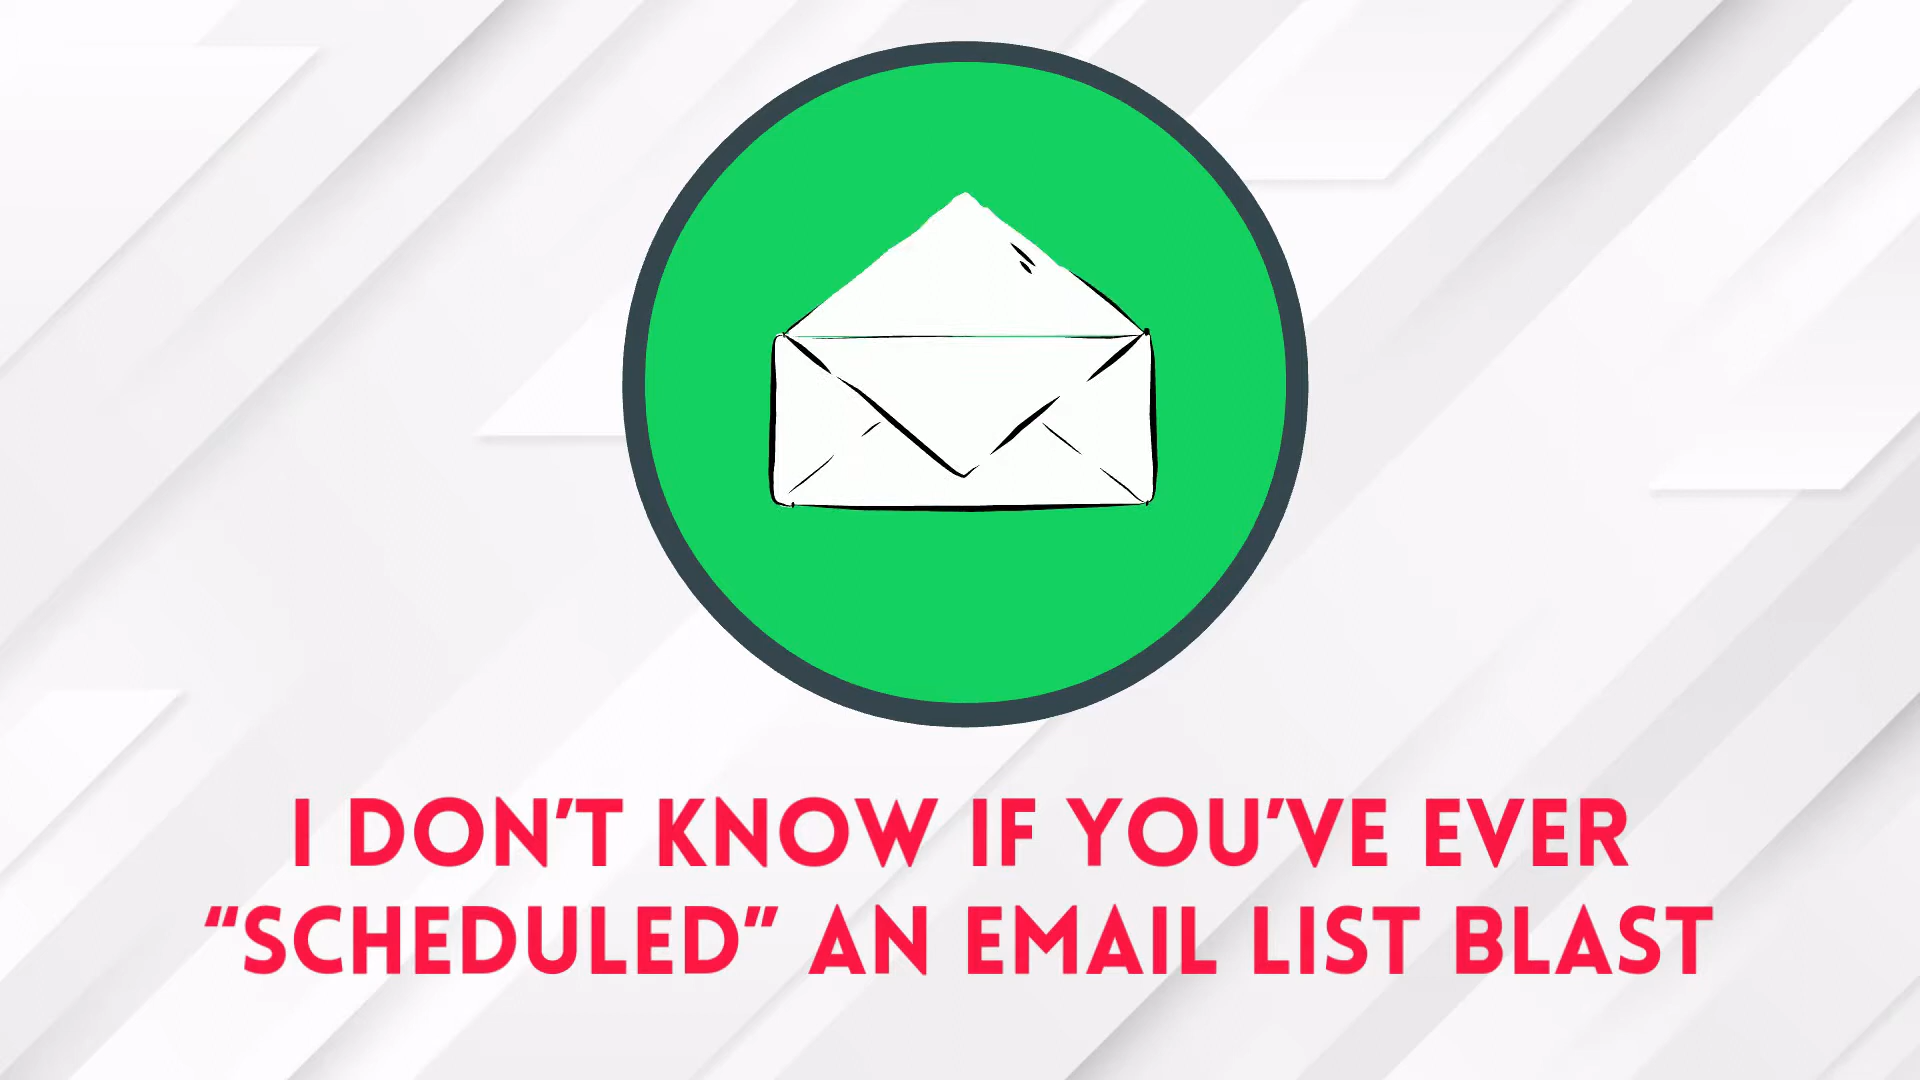 I DON'T KNOW IF YOU'VE EVER
“SCHEDULED” AN EMAIL LIST BLAST